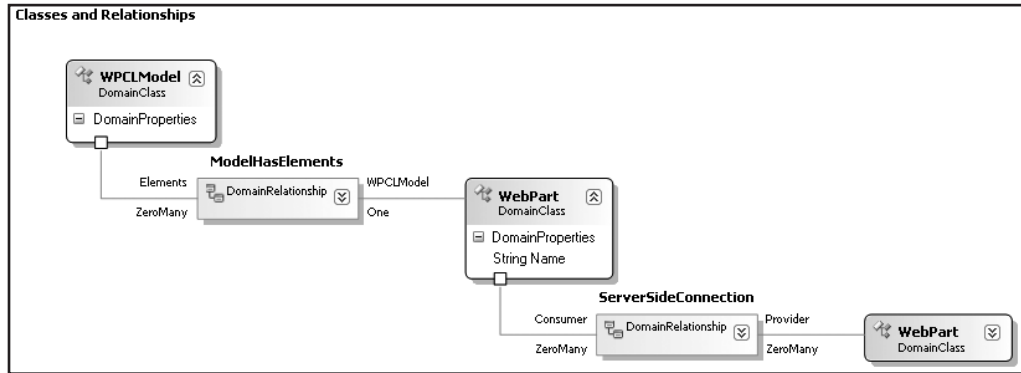 Classes and Relationships
WPCLModel
DomainClass
DomainProperties
ModelHasElements
Elements
DomainRelationship
WPCLModel
ZeroMany
One
WebPart
DomainClass
DomainProperties
String Name
ServerSideConnection
Consumer
DomainRelationship
Provider
ZeroMany
ZeroMany
WebPart
DomainClass